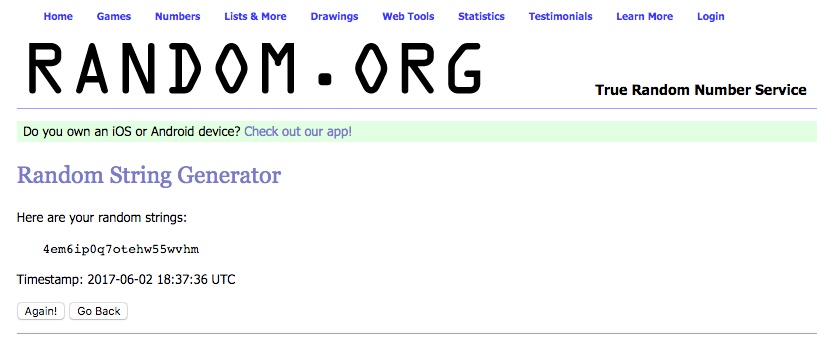 Home Games Numbers Lists & More Drawings Web Tools Statistics Testimonials Learn More Login
RANDOM.ORG
True Random Number Service
Do you own an iOS or Android device? Check out our app!
Random String Generator
Here are your random strings:
4em6ip0q7otehw55wvhm
Timestamp: 2017-06-02 18:37:36 UTC
Again! Go Back